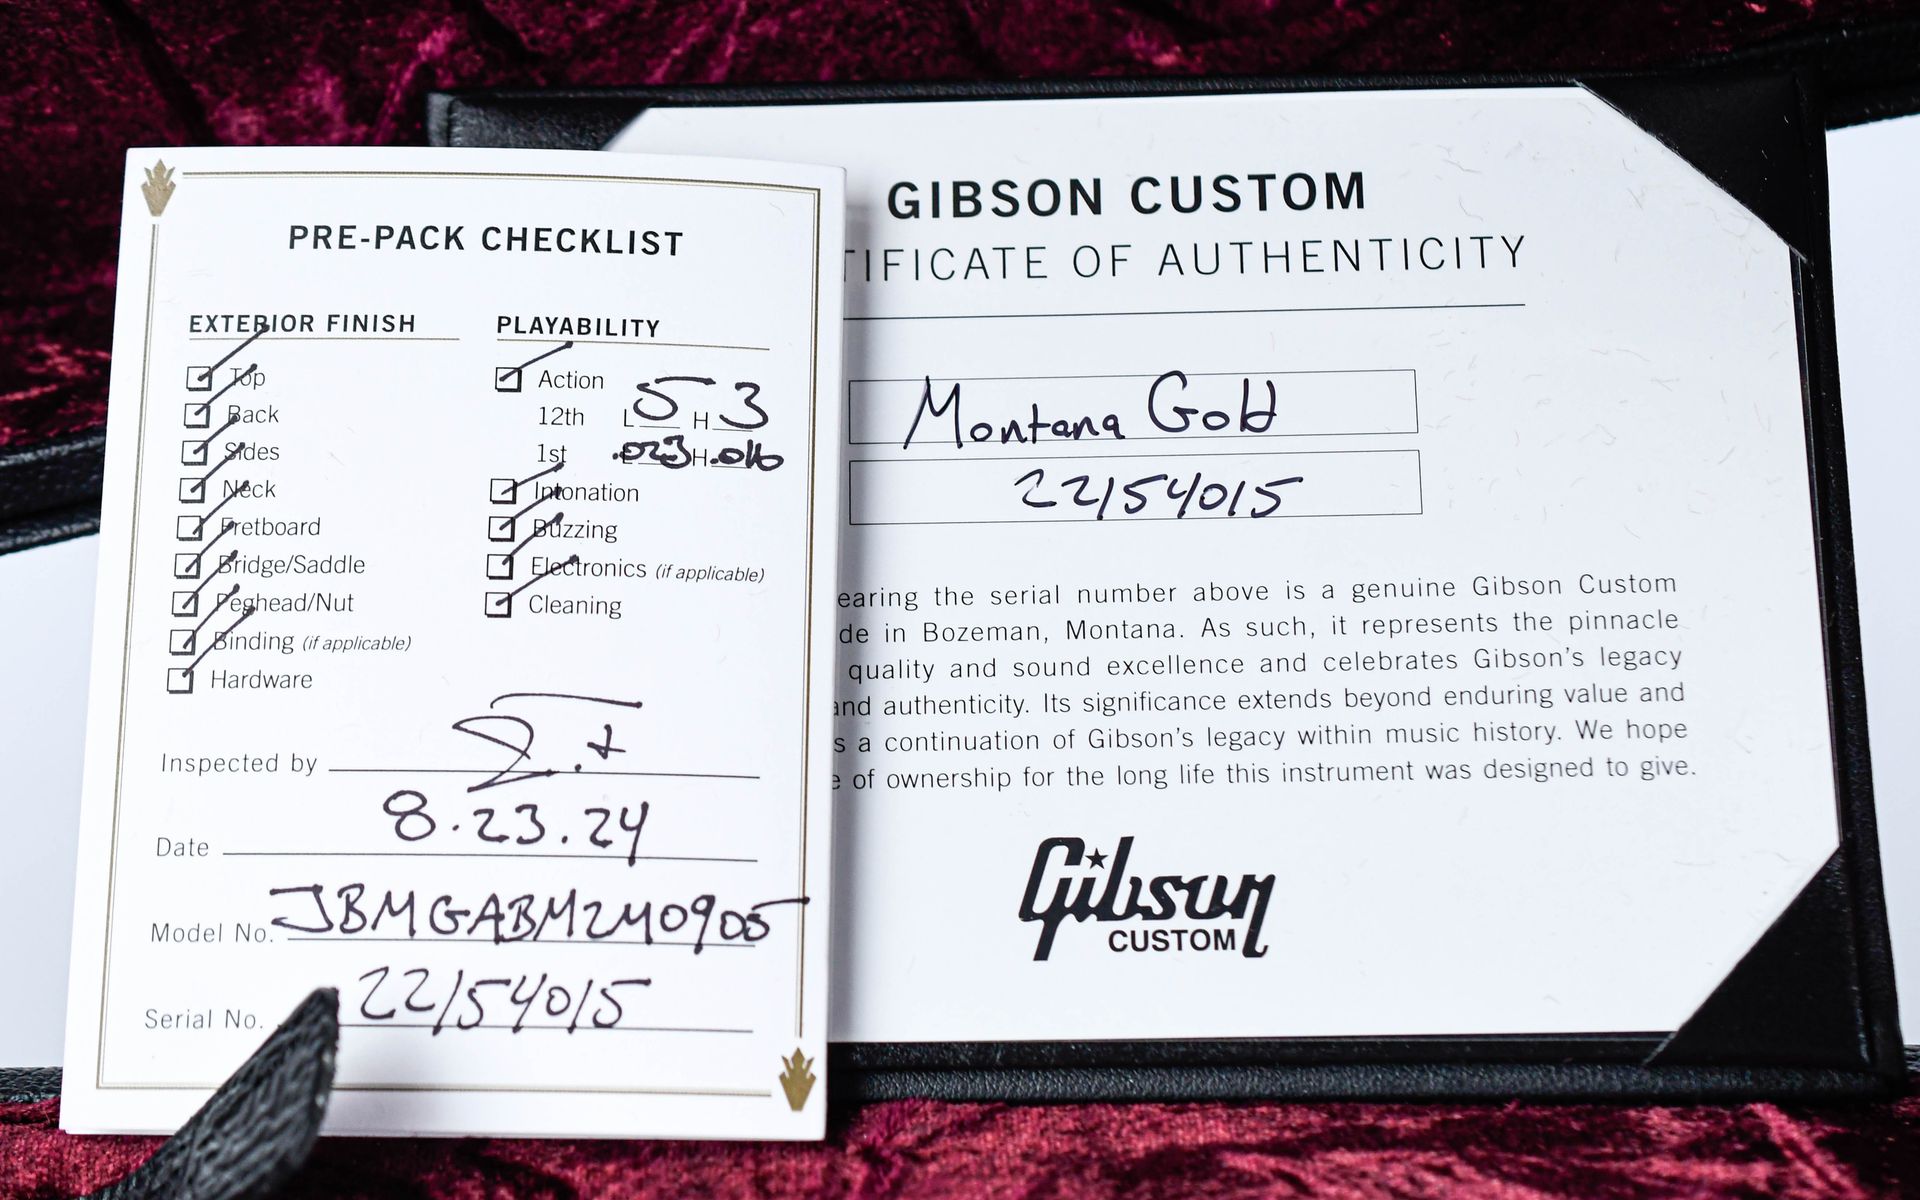 PRE-PACK CHECKLIST
EXTERIOR FINISH
Top
Back
Sides
Neck
Fretboard
Bridge/Saddle
Peghead/Nut
Binding (if applicable)
Hardware
PLAYABILITY
Action
12th L 5 H 3
1st L .023 H .016
Intonation
Buzzing
Electronics (if applicable)
Cleaning
Inspected by
Date 8.23.24
Model No. JBMGABM2M0905
Serial No. 22154015
GIBSON CUSTOM
TIFICATE OF AUTHENTICITY
Montana Gold
22154015
earing the serial number above is a genuine Gibson Custom
de in Bozeman, Montana. As such, it represents the pinnacle
quality and sound excellence and celebrates Gibson's legacy
and authenticity. Its significance extends beyond enduring value and
s a continuation of Gibson's legacy within music history. We hope
e of ownership for the long life this instrument was designed to give.
Gibson
CUSTOM